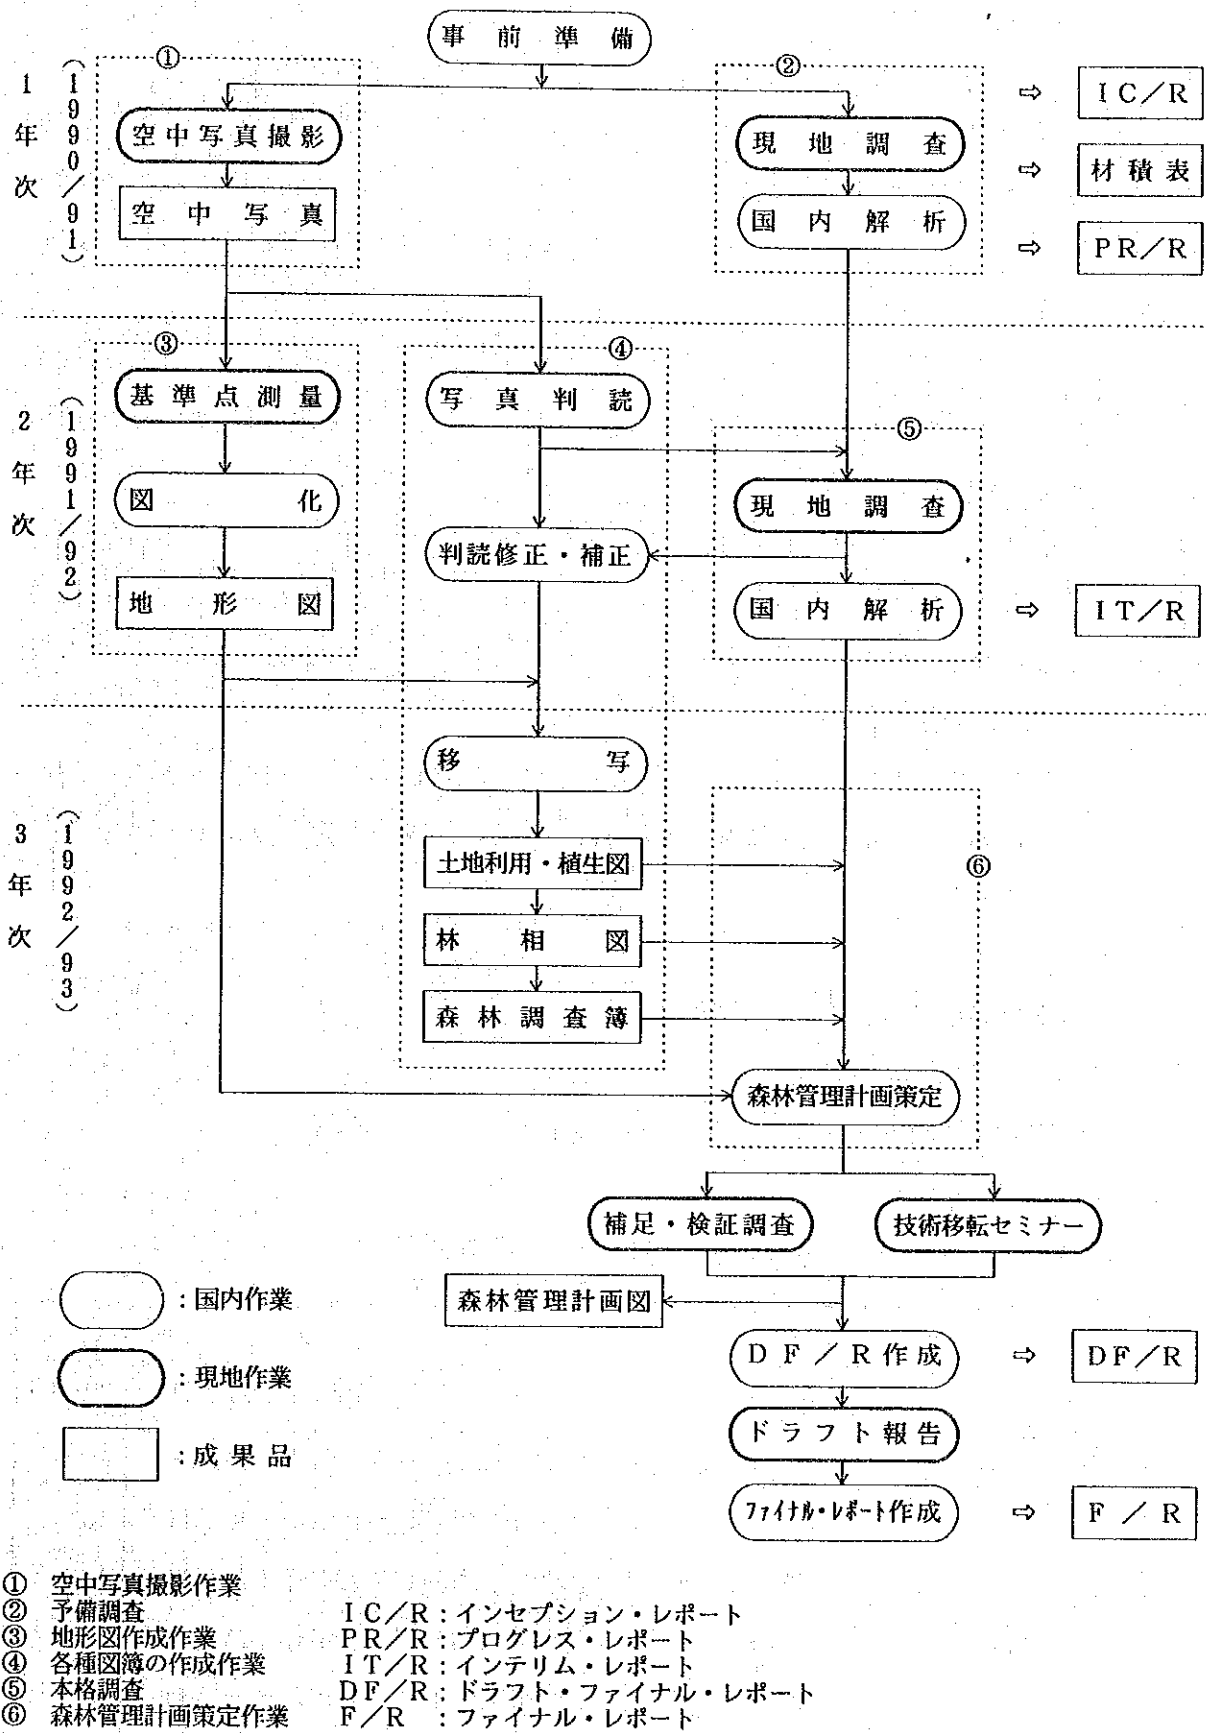 事前準備
①
②
1年次
(1990/91)
空中写真撮影
空中写真
現地調査
国内解析
⇨ IC/R
⇨ 材積表
⇨ PR/R
③
④
⑤
2年次
(1991/92)
基準点測量
図化
地形図
写真判読
判読修正・補正
現地調査
国内解析
⇨ IT/R
3年次
(1992/93)
移写
土地利用・植生図
林相図
森林調査簿
⑥
森林管理計画策定
補足・検証調査
技術移転セミナー
森林管理計画図
DF/R作成
⇨ DF/R
ドラフト報告
ファイナル・レポート作成
⇨ F/R
:国内作業
:現地作業
:成果品
① 空中写真撮影作業
② 予備調査
③ 地形図作成作業
④ 各種図簿の作成作業
⑤ 本格調査
⑥ 森林管理計画策定作業
IC/R:インセプション・レポート
PR/R:プログレス・レポート
IT/R:インテリム・レポート
DF/R:ドラフト・ファイナル・レポート
F/R :ファイナル・レポート